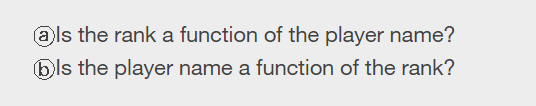 ⓐIs the rank a function of the player name?
ⓑIs the player name a function of the rank?